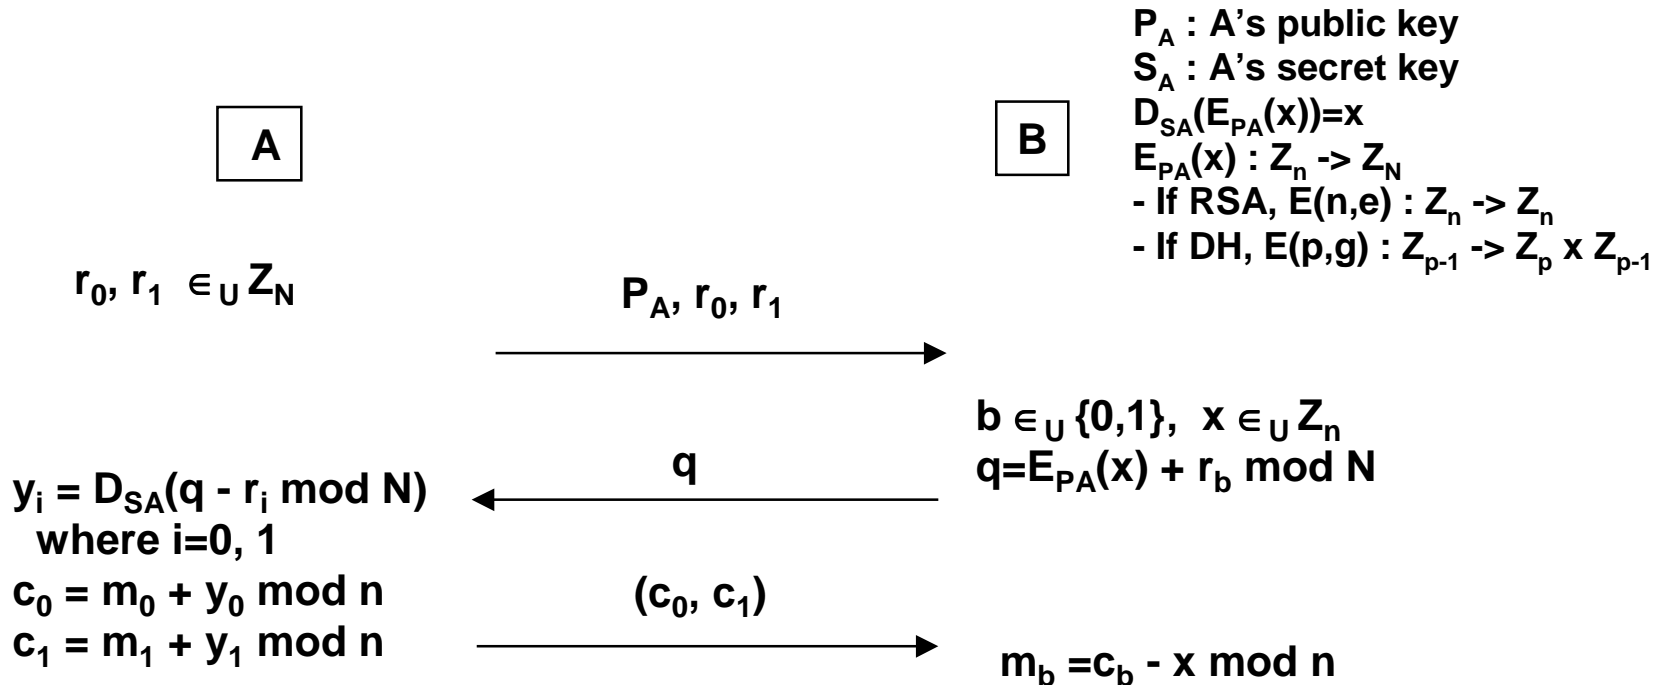 P_A : A's public key
S_A : A's secret key
D_SA(E_PA(x))=x
E_PA(x) : Z_n -> Z_N
- If RSA, E(n,e) : Z_n -> Z_n
- If DH, E(p,g) : Z_p-1 -> Z_p x Z_p-1
A
B
r_0, r_1 ∈_U Z_N
P_A, r_0, r_1
b ∈_U {0,1}, x ∈_U Z_n
q=E_PA(x) + r_b mod N
q
y_i = D_SA(q - r_i mod N)
where i=0, 1
c_0 = m_0 + y_0 mod n
c_1 = m_1 + y_1 mod n
(c_0, c_1)
m_b =c_b - x mod n